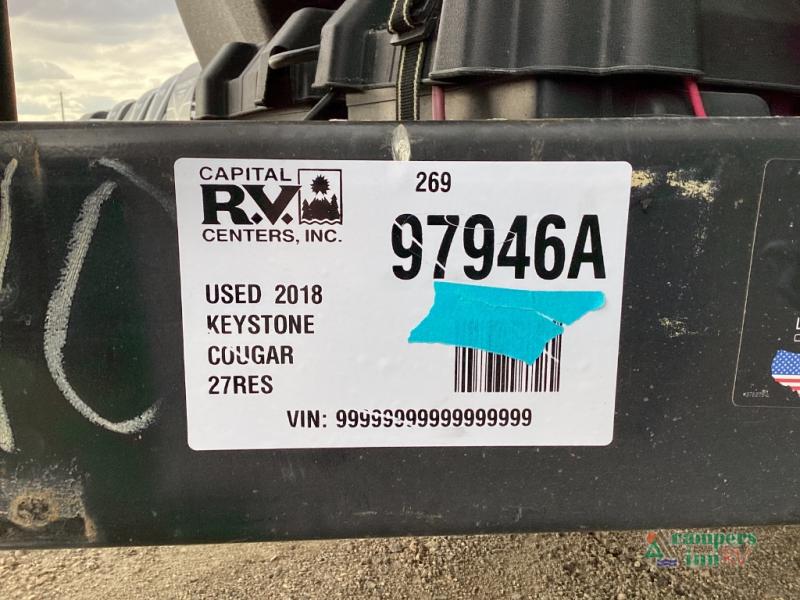 CAPITAL
R.V.
CENTERS, INC.
269
97946A
USED 2018
KEYSTONE
COUGAR
27RES
VIN: 99999999999999999
campers
inn RV